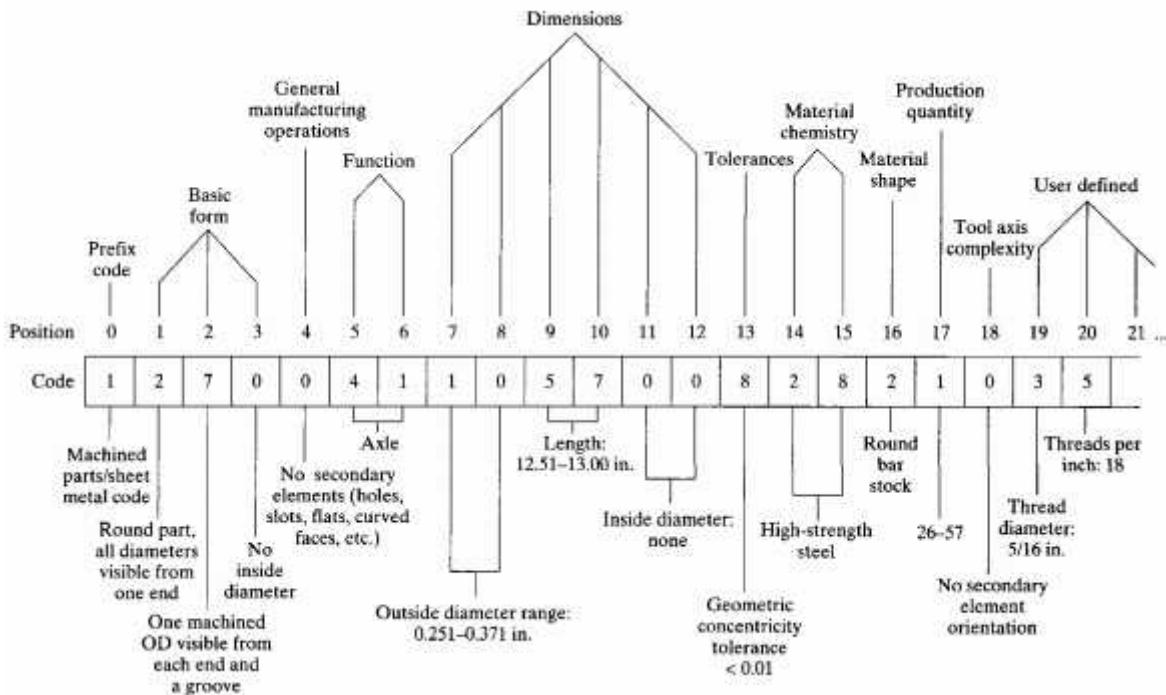 Dimensions
General
manufacturing
operations
Production
quantity
Material
chemistry
Function
Tolerances
Material
shape
Basic
form
User defined
Tool axis
complexity
Prefix
code
Position 0 1 2 3 4 5 6 7 8 9 10 11 12 13 14 15 16 17 18 19 20 21 ...
Code 1 2 7 0 0 4 1 1 0 5 7 0 0 8 2 8 2 1 0 3 5
Machined
parts/sheet
metal code
Round part,
all diameters
visible from
one end
One machined
OD visible from
each end and
a groove
No
inside
diameter
No secondary
elements (holes,
slots, flats, curved
faces, etc.)
Axle
Outside diameter range:
0.251–0.371 in.
Length:
12.51–13.00 in.
Inside diameter:
none
Geometric
concentricity
tolerance
< 0.01
High-strength
steel
Round
bar
stock
26–57
No secondary
element
orientation
Thread
diameter:
5/16 in.
Threads per
inch: 18